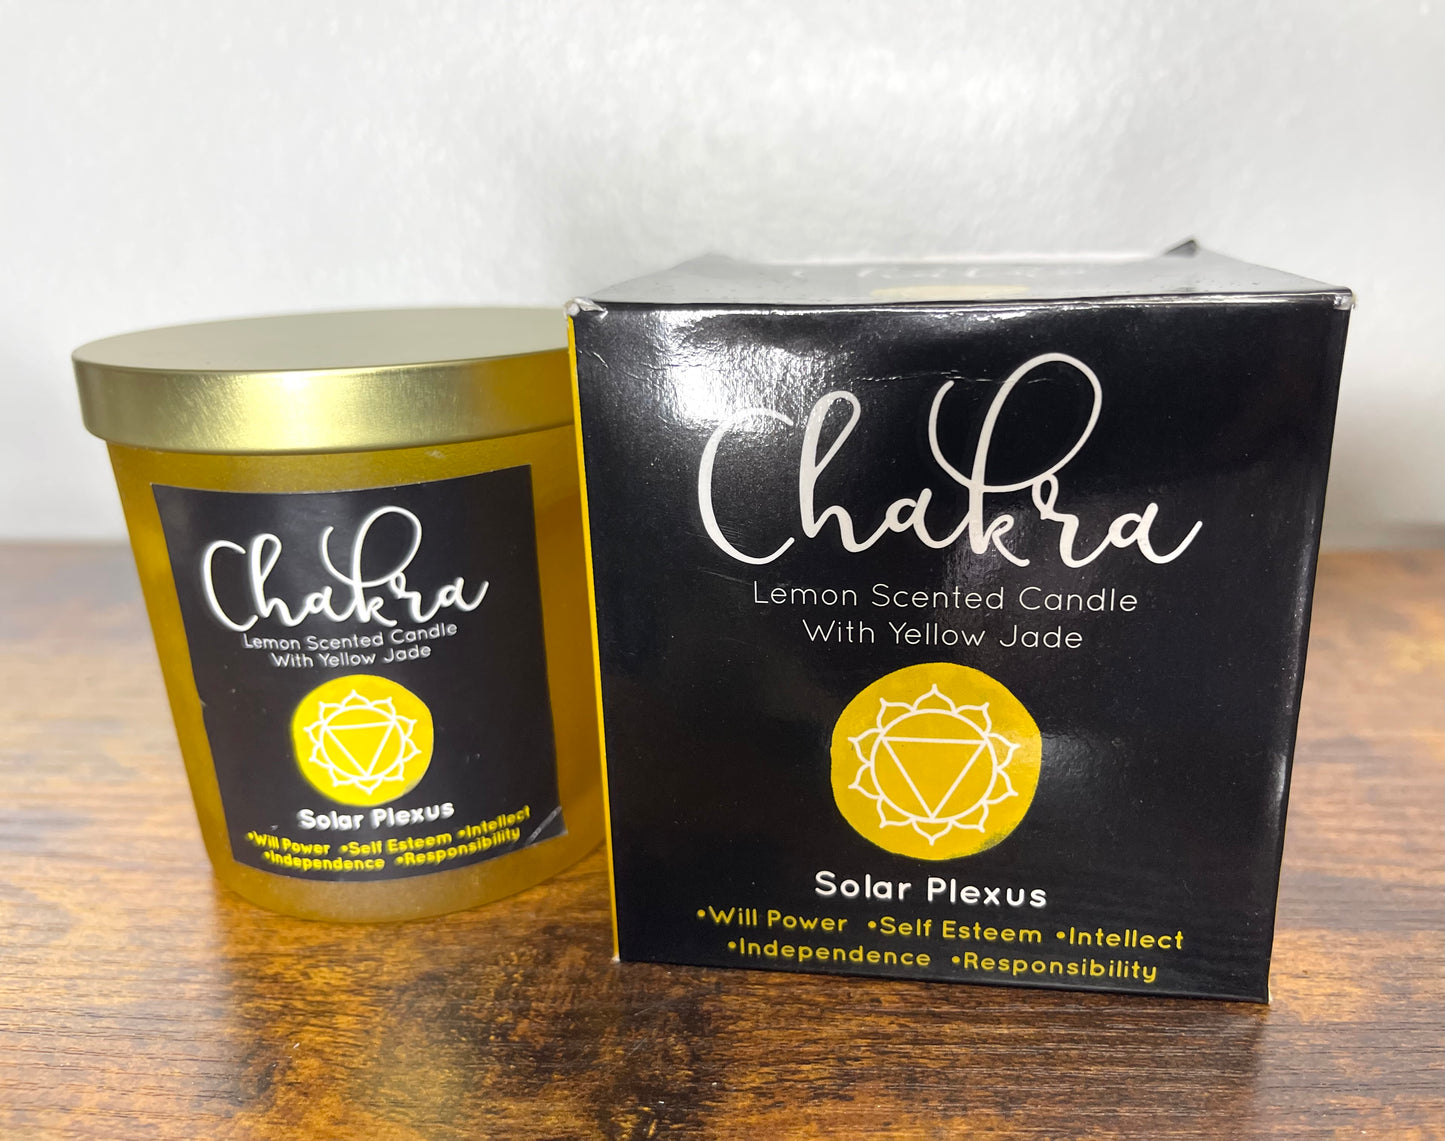 Chakra
Lemon Scented Candle
With Yellow Jade
Solar Plexus
•Will Power •Self Esteem •Intellect
•Independence •Responsibility
Chakra
Lemon Scented Candle
With Yellow Jade
Solar Plexus
•Will Power •Self Esteem •Intellect
•Independence •Responsibility